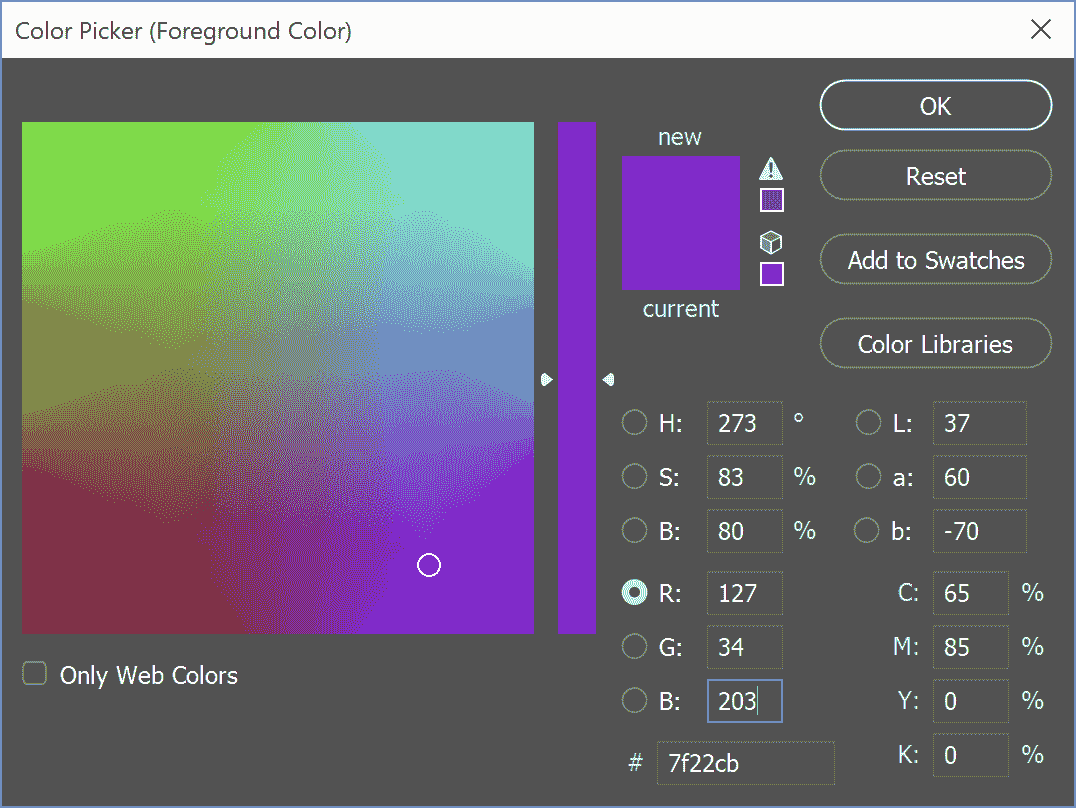 Color Picker (Foreground Color)
OK
new
Reset
Add to Swatches
current
Color Libraries
H: 273 °
L: 37
S: 83 %
a: 60
B: 80 %
b: -70
R: 127
C: 65 %
G: 34
M: 85 %
Only Web Colors
B: 203
Y: 0 %
K: 0 %
# 7f22cb